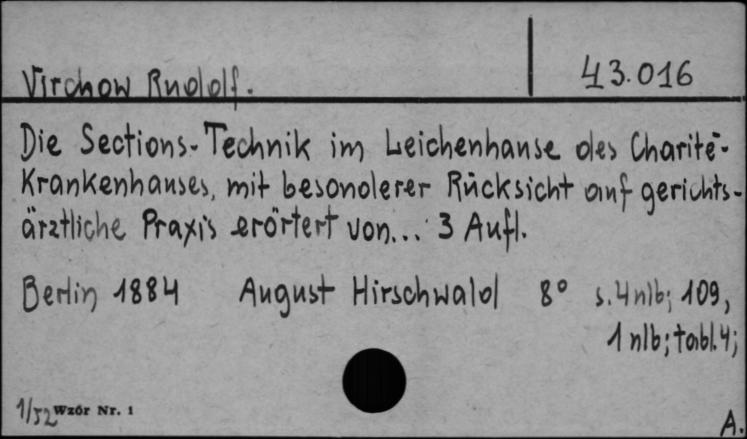 Virchow Rudolf.
43.016
Die Sections-Technik im Leichenhause des Charité-
Krankenhauses, mit besonderer Rücksicht auf gerichts-
ärztliche Praxis erörtert von... 3 Aufl.
Berlin 1884 August Hirschwald 8° s. 4 nlb; 109,
1 nlb; tabl. 4;
1/52 Wzór Nr. 1
A.